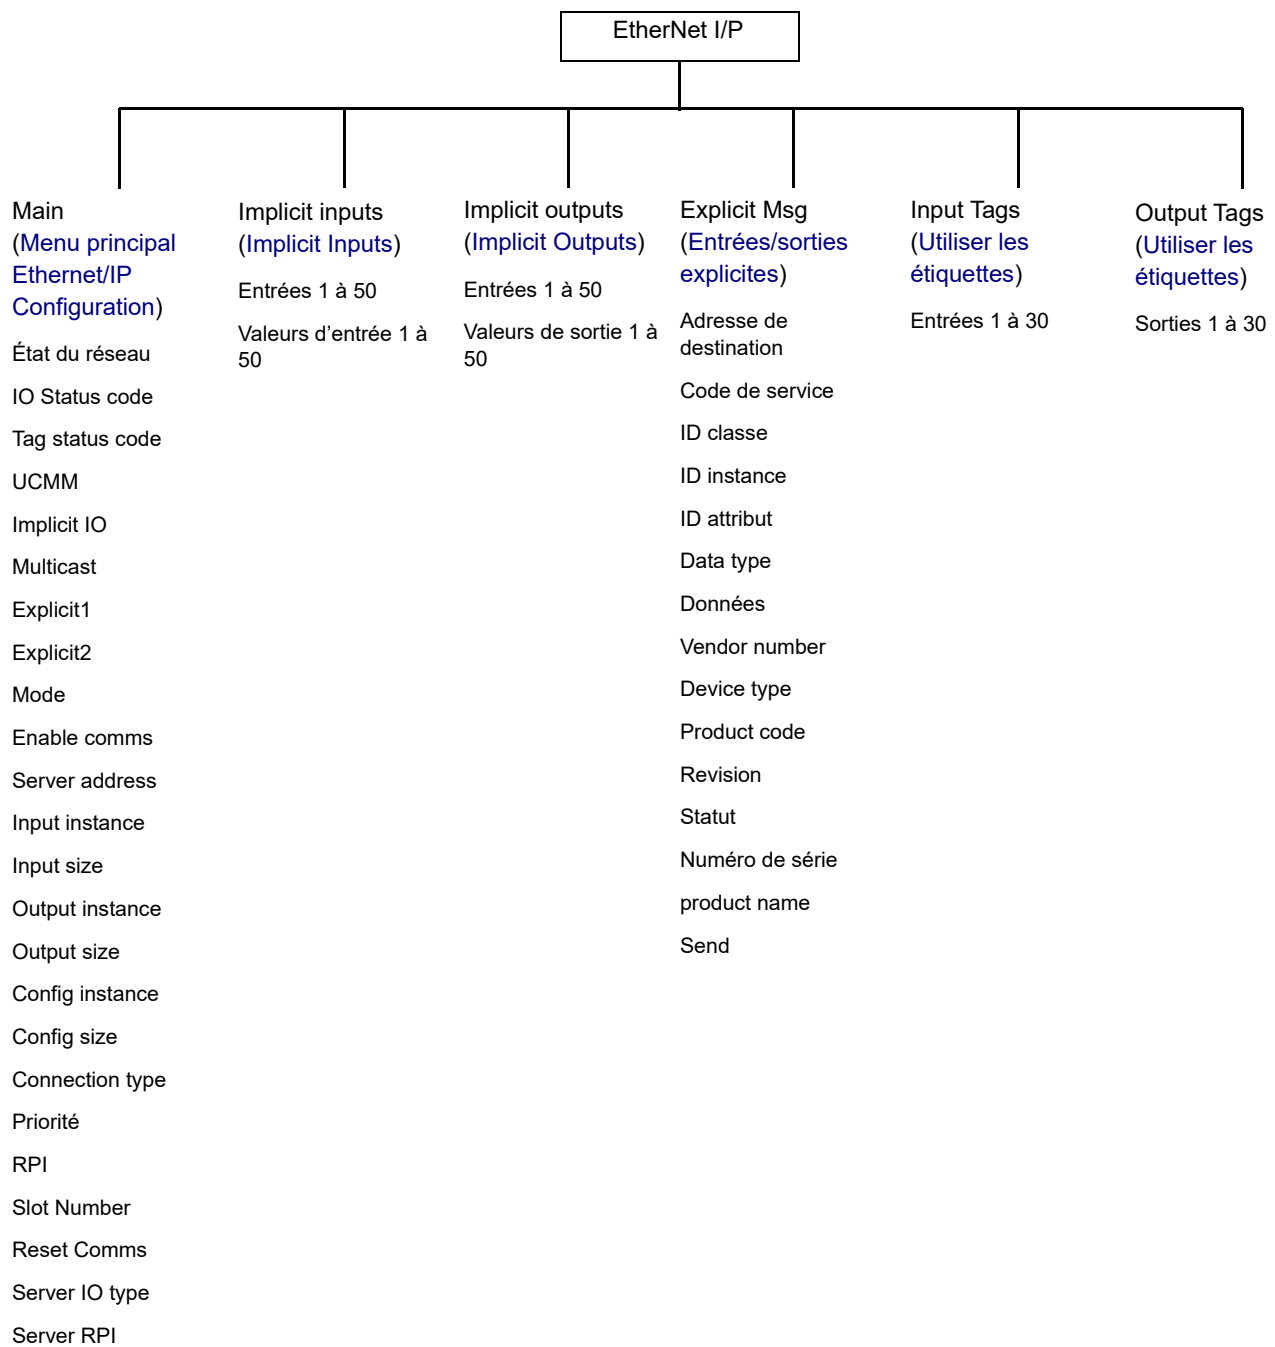 EtherNet I/P
Main
(Menu principal
Ethernet/IP
Configuration)
État du réseau
IO Status code
Tag status code
UCMM
Implicit IO
Multicast
Explicit1
Explicit2
Mode
Enable comms
Server address
Input instance
Input size
Output instance
Output size
Config instance
Config size
Connection type
Priorité
RPI
Slot Number
Reset Comms
Server IO type
Server RPI
Implicit inputs
(Implicit Inputs)
Entrées 1 à 50
Valeurs d’entrée 1 à
50
Implicit outputs
(Implicit Outputs)
Entrées 1 à 50
Valeurs de sortie 1 à
50
Explicit Msg
(Entrées/sorties
explicites)
Adresse de
destination
Code de service
ID classe
ID instance
ID attribut
Data type
Données
Vendor number
Device type
Product code
Revision
Statut
Numéro de série
product name
Send
Input Tags
(Utiliser les
étiquettes)
Entrées 1 à 30
Output Tags
(Utiliser les
étiquettes)
Sorties 1 à 30